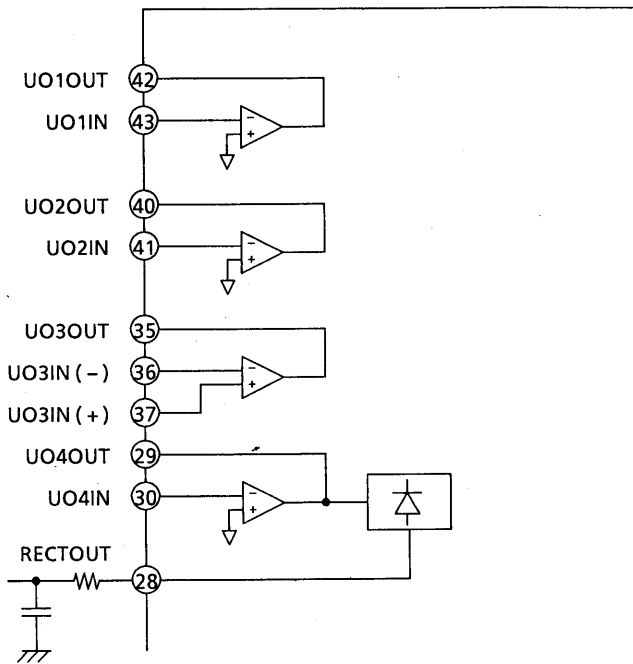 UO1OUT 42
UO1IN 43
- +
UO2OUT 40
UO2IN 41
- +
UO3OUT 35
UO3IN (-) 36
UO3IN (+) 37
- +
UO4OUT 29
UO4IN 30
- +
RECTOUT 28